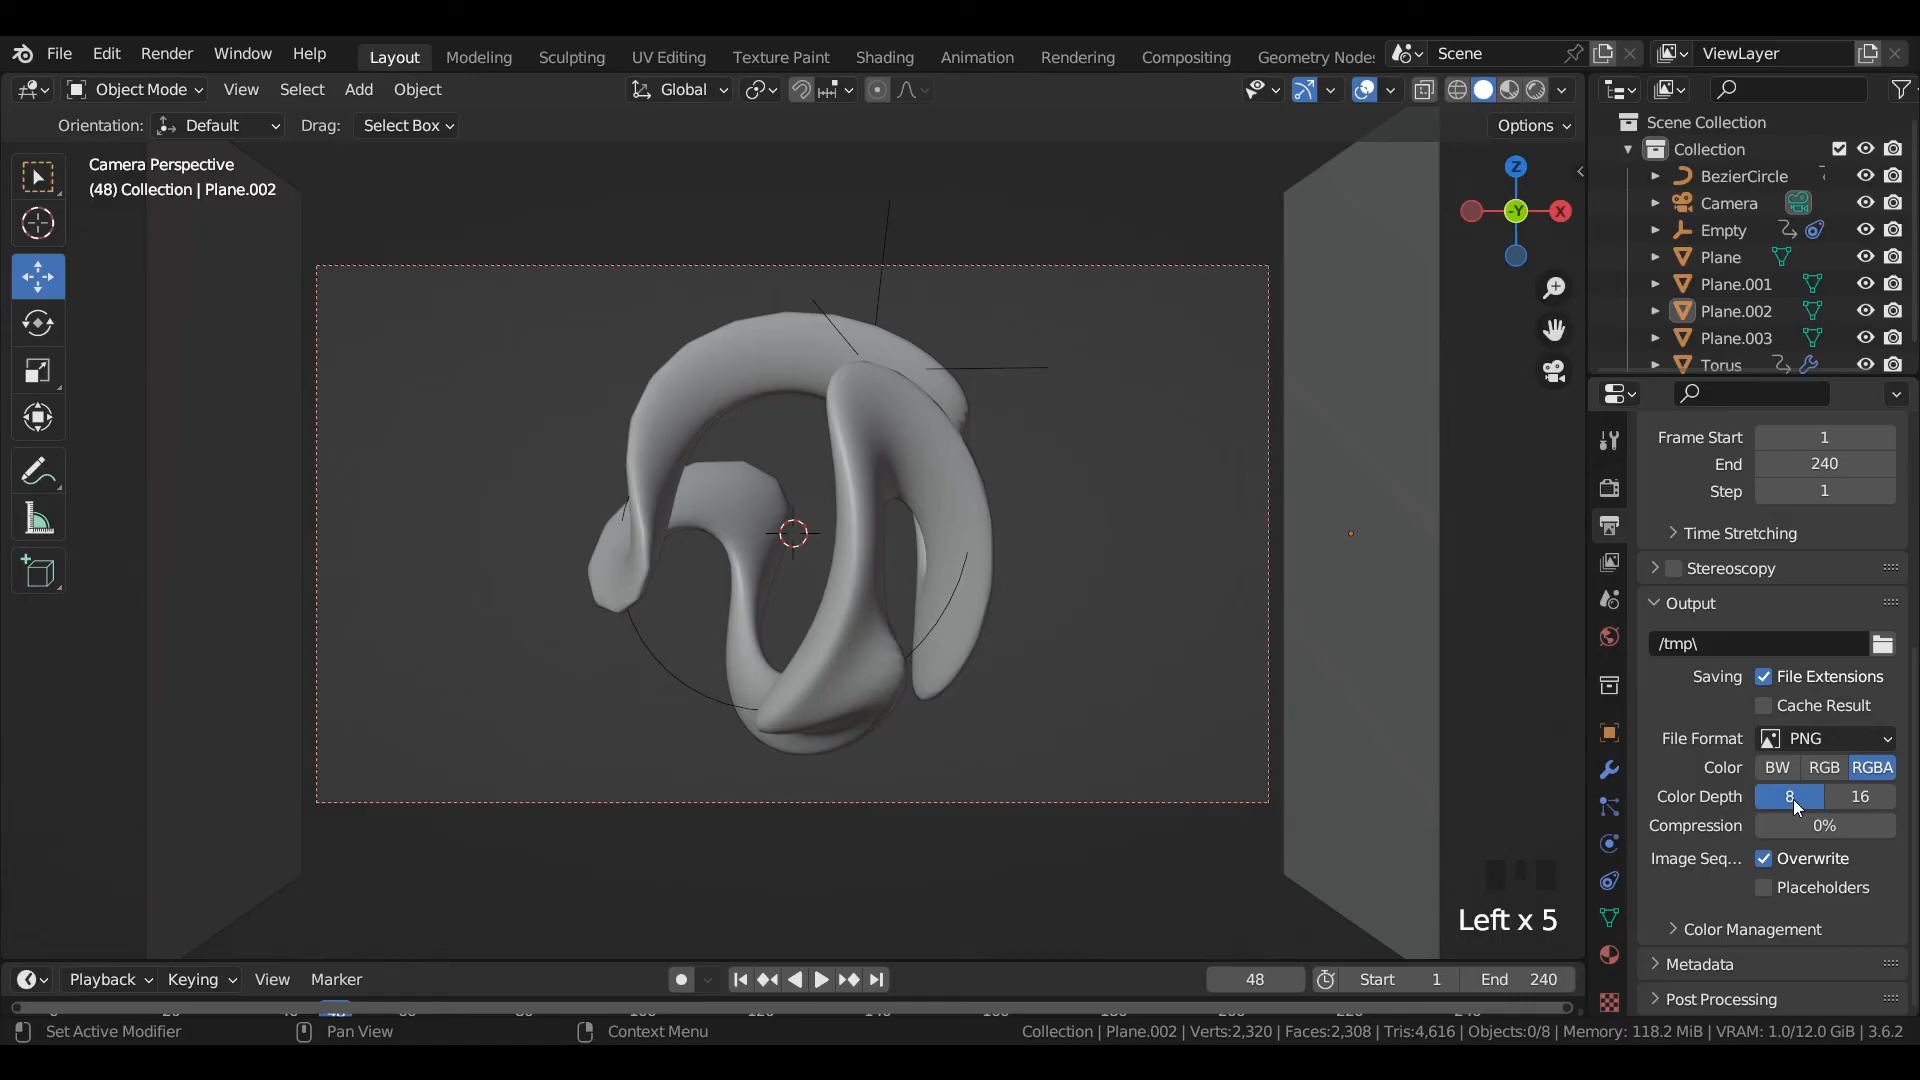 File Edit Render Window Help Layout Modeling Sculpting UV Editing Texture Paint Shading Animation Rendering Compositing Geometry Nodes Scene ViewLayer
Object Mode View Select Add Object Global
Orientation: Default Drag: Select Box Options
Camera Perspective
(48) Collection | Plane.002
Z
X
-Y
Scene Collection
Collection
BezierCircle
Camera
Empty
Plane
Plane.001
Plane.002
Plane.003
Torus
Frame Start 1
End 240
Step 1
Time Stretching
Stereoscopy
Output
/tmp\
Saving File Extensions
Cache Result
File Format PNG
Color BW RGB RGBA
Color Depth 8 16
Compression 0%
Image Seq... Overwrite
Placeholders
Color Management
Metadata
Post Processing
Left x 5
Playback Keying View Marker 48 Start 1 End 240
Set Active Modifier Pan View Context Menu Collection | Plane.002 | Verts:2,320 | Faces:2,308 | Tris:4,616 | Objects:0/8 | Memory: 118.2 MiB | VRAM: 1.0/12.0 GiB | 3.6.2